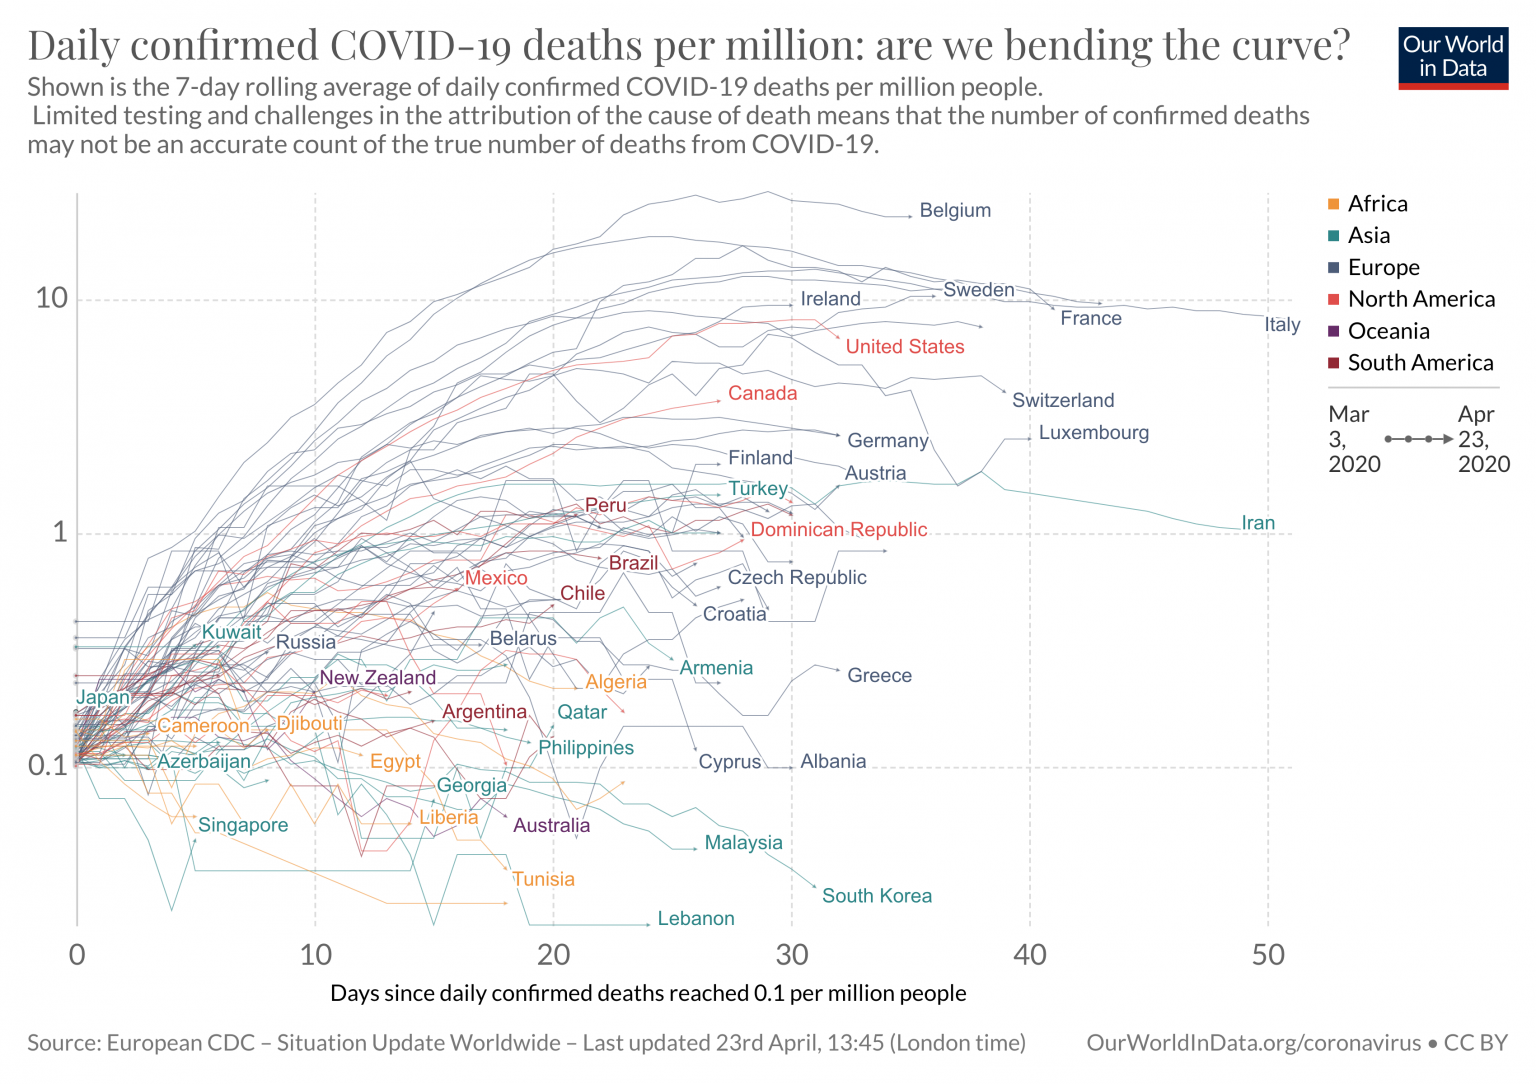 Daily confirmed COVID-19 deaths per million: are we bending the curve?
Our World
in Data
Shown is the 7-day rolling average of daily confirmed COVID-19 deaths per million people.
Limited testing and challenges in the attribution of the cause of death means that the number of confirmed deaths
may not be an accurate count of the true number of deaths from COVID-19.
Africa
Asia
Europe
North America
Oceania
South America
Mar
3,
2020
Apr
23,
2020
10
1
0.1
Belgium
Sweden
Ireland
France
Italy
United States
Canada
Switzerland
Luxembourg
Germany
Finland
Austria
Turkey
Peru
Iran
Dominican Republic
Brazil
Mexico
Czech Republic
Chile
Croatia
Kuwait
Russia
Belarus
Armenia
New Zealand
Algeria
Greece
Japan
Argentina
Qatar
Cameroon
Djibouti
Philippines
Azerbaijan
Egypt
Cyprus
Albania
Georgia
Liberia
Singapore
Australia
Malaysia
Tunisia
South Korea
Lebanon
0
10
20
30
40
50
Days since daily confirmed deaths reached 0.1 per million people
Source: European CDC – Situation Update Worldwide – Last updated 23rd April, 13:45 (London time)
OurWorldInData.org/coronavirus • CC BY